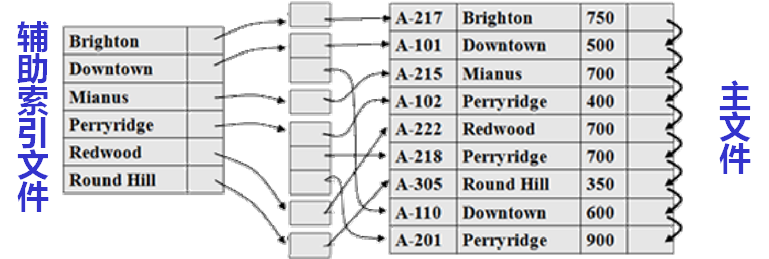 辅助索引文件
Brighton
Downtown
Mianus
Perryridge
Redwood
Round Hill
A-217 Brighton 750
A-101 Downtown 500
A-215 Mianus 700
A-102 Perryridge 400
A-222 Redwood 700
A-218 Perryridge 700
A-305 Round Hill 350
A-110 Downtown 600
A-201 Perryridge 900
主文件